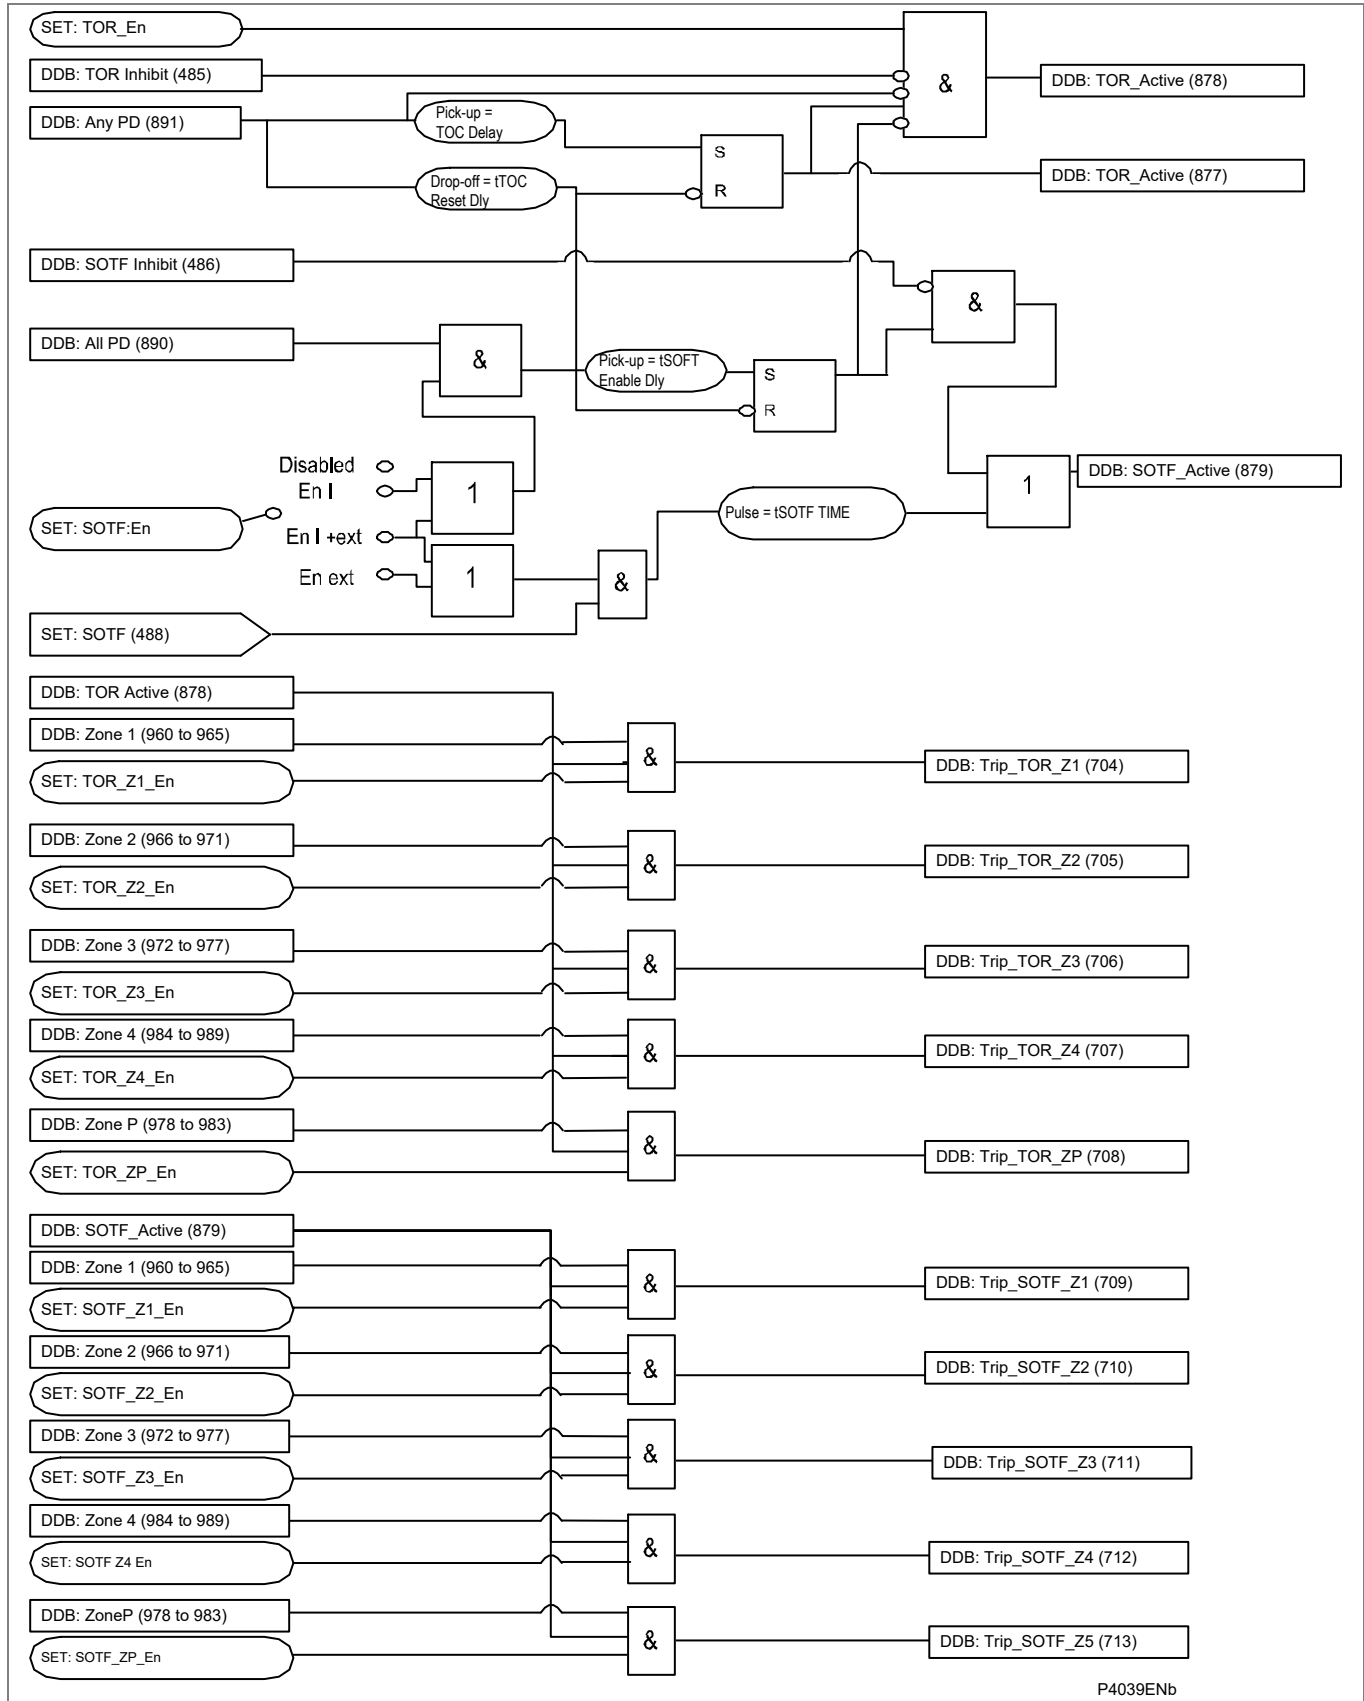 SET: TOR_En
DDB: TOR Inhibit (485)
&
DDB: TOR_Active (878)
DDB: Any PD (891)
Pick-up =
TOC Delay
S
R
Drop-off = tTOC
Reset Dly
DDB: TOR_Active (877)
DDB: SOTF Inhibit (486)
&
DDB: All PD (890)
&
Pick-up = tSOFT
Enable Dly
S
R
Disabled
En I
1
DDB: SOTF_Active (879)
1
SET: SOTF:En
Pulse = tSOTF TIME
En I +ext
En ext
1
&
SET: SOTF (488)
DDB: TOR Active (878)
DDB: Zone 1 (960 to 965)
&
DDB: Trip_TOR_Z1 (704)
SET: TOR_Z1_En
DDB: Zone 2 (966 to 971)
&
DDB: Trip_TOR_Z2 (705)
SET: TOR_Z2_En
DDB: Zone 3 (972 to 977)
&
DDB: Trip_TOR_Z3 (706)
SET: TOR_Z3_En
DDB: Zone 4 (984 to 989)
&
DDB: Trip_TOR_Z4 (707)
SET: TOR_Z4_En
DDB: Zone P (978 to 983)
&
DDB: Trip_TOR_ZP (708)
SET: TOR_ZP_En
DDB: SOTF_Active (879)
DDB: Zone 1 (960 to 965)
&
DDB: Trip_SOTF_Z1 (709)
SET: SOTF_Z1_En
DDB: Zone 2 (966 to 971)
&
DDB: Trip_SOTF_Z2 (710)
SET: SOTF_Z2_En
DDB: Zone 3 (972 to 977)
&
DDB: Trip_SOTF_Z3 (711)
SET: SOTF_Z3_En
DDB: Zone 4 (984 to 989)
&
DDB: Trip_SOTF_Z4 (712)
SET: SOTF Z4 En
DDB: ZoneP (978 to 983)
&
DDB: Trip_SOTF_Z5 (713)
SET: SOTF_ZP_En
P4039ENb